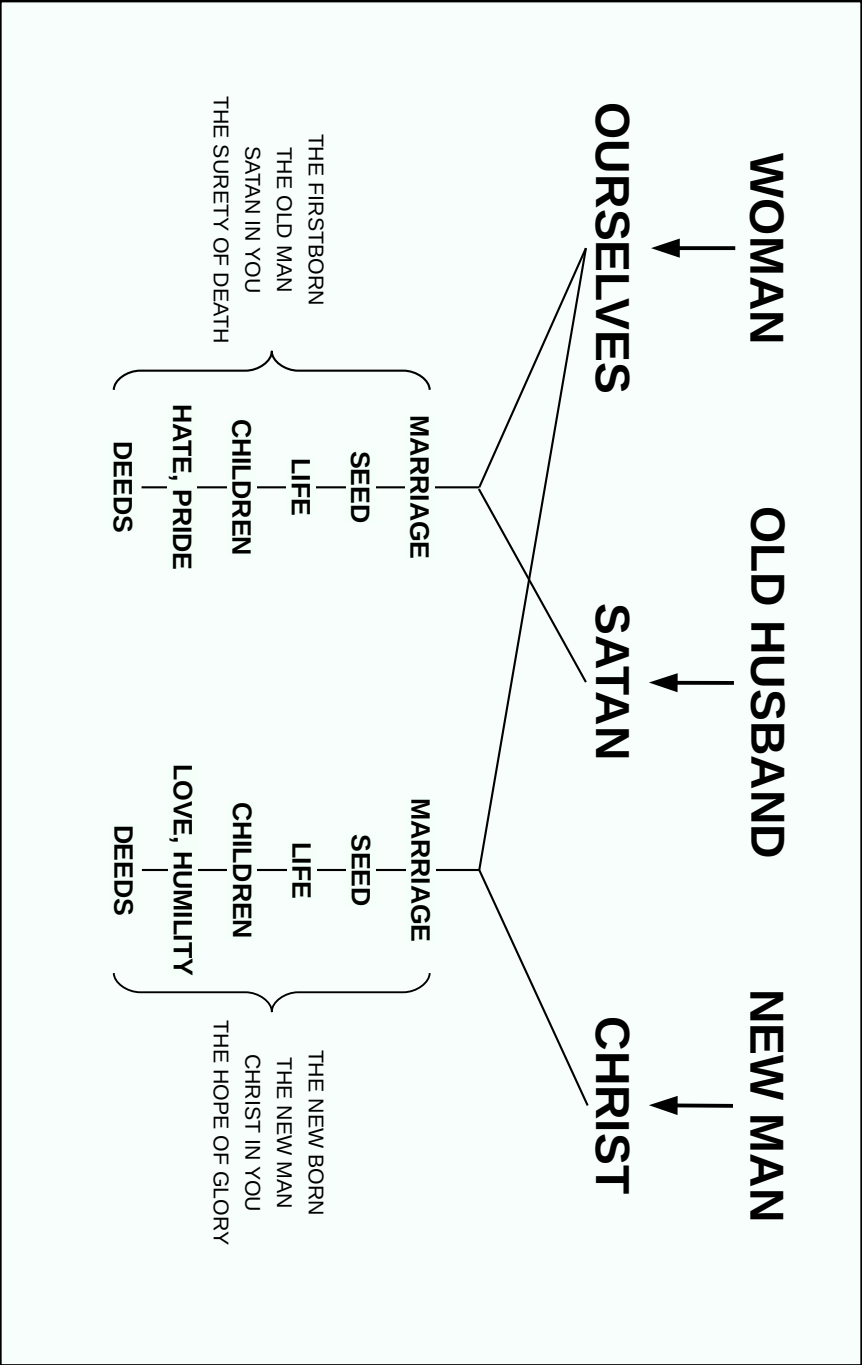 WOMAN
OLD HUSBAND
NEW MAN
OURSELVES
SATAN
CHRIST
THE FIRSTBORN
THE OLD MAN
SATAN IN YOU
THE SURETY OF DEATH
MARRIAGE
SEED
LIFE
CHILDREN
HATE, PRIDE
DEEDS
MARRIAGE
SEED
LIFE
CHILDREN
LOVE, HUMILITY
DEEDS
THE NEW BORN
THE NEW MAN
CHRIST IN YOU
THE HOPE OF GLORY